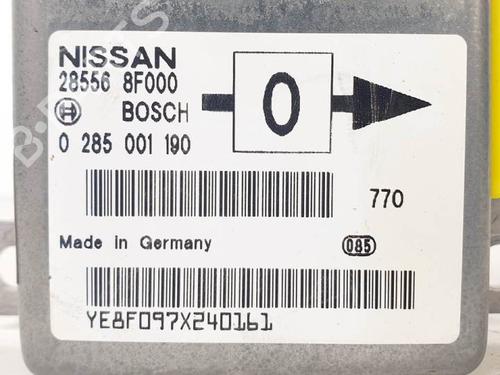 NISSAN
28556 8F000
BOSCH
0 285 001 190
0
770
Made in Germany
085
YE8F097X240161